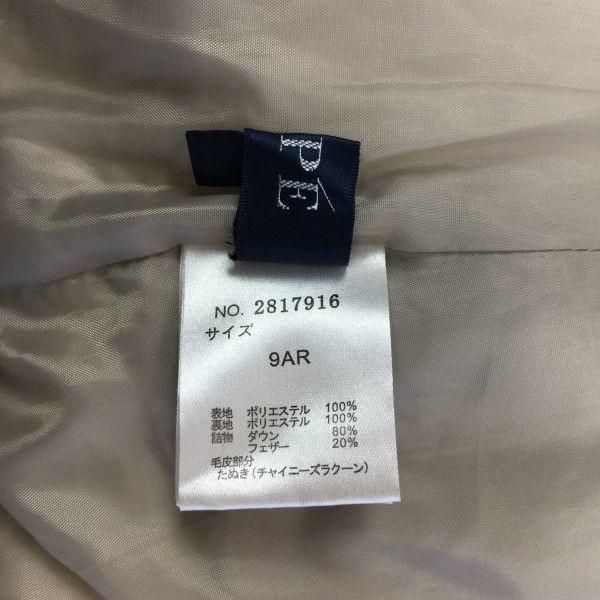 PÉ
NO. 2817916
サイズ
9AR
表地 ポリエステル 100%
裏地 ポリエステル 100%
詰物 ダウン 80%
フェザー 20%
毛皮部分
たぬき(チャイニーズラクーン)